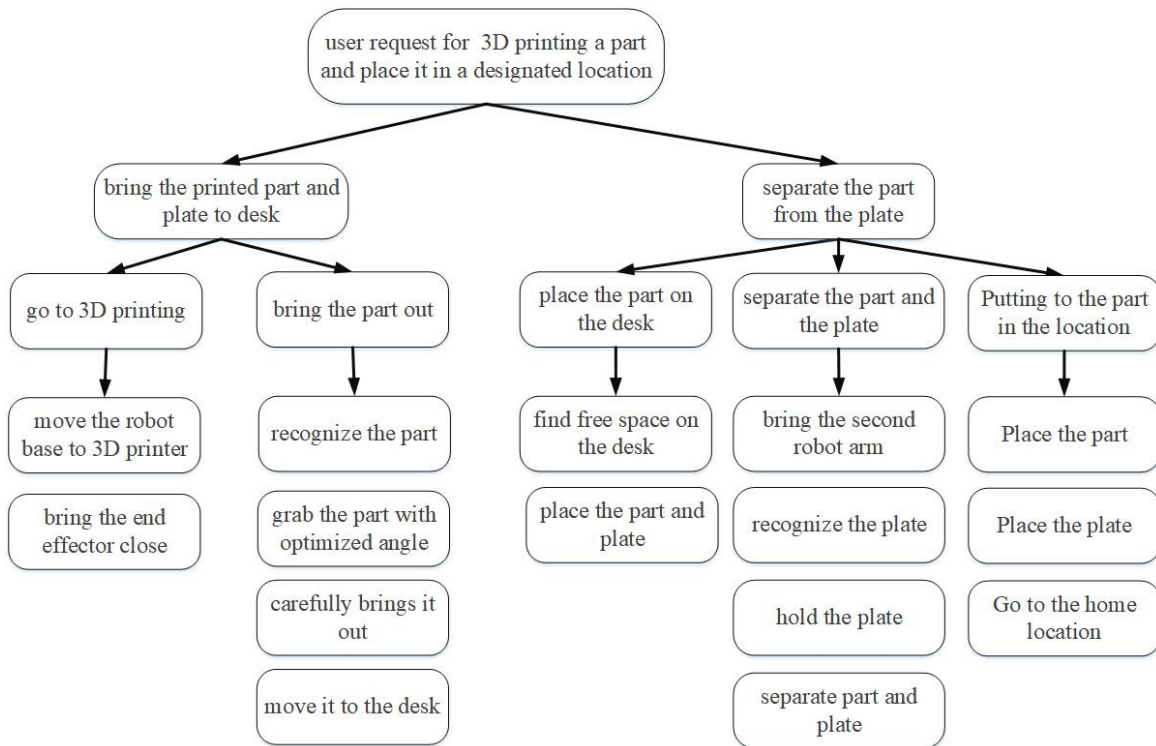 user request for 3D printing a part
and place it in a designated location
bring the printed part and
plate to desk
separate the part
from the plate
go to 3D printing
bring the part out
place the part on
the desk
separate the part and
the plate
Putting to the part
in the location
move the robot
base to 3D printer
recognize the part
find free space on
the desk
bring the second
robot arm
Place the part
bring the end
effector close
grab the part with
optimized angle
place the part and
plate
recognize the plate
Place the plate
carefully brings it
out
hold the plate
Go to the home
location
move it to the desk
separate part and
plate